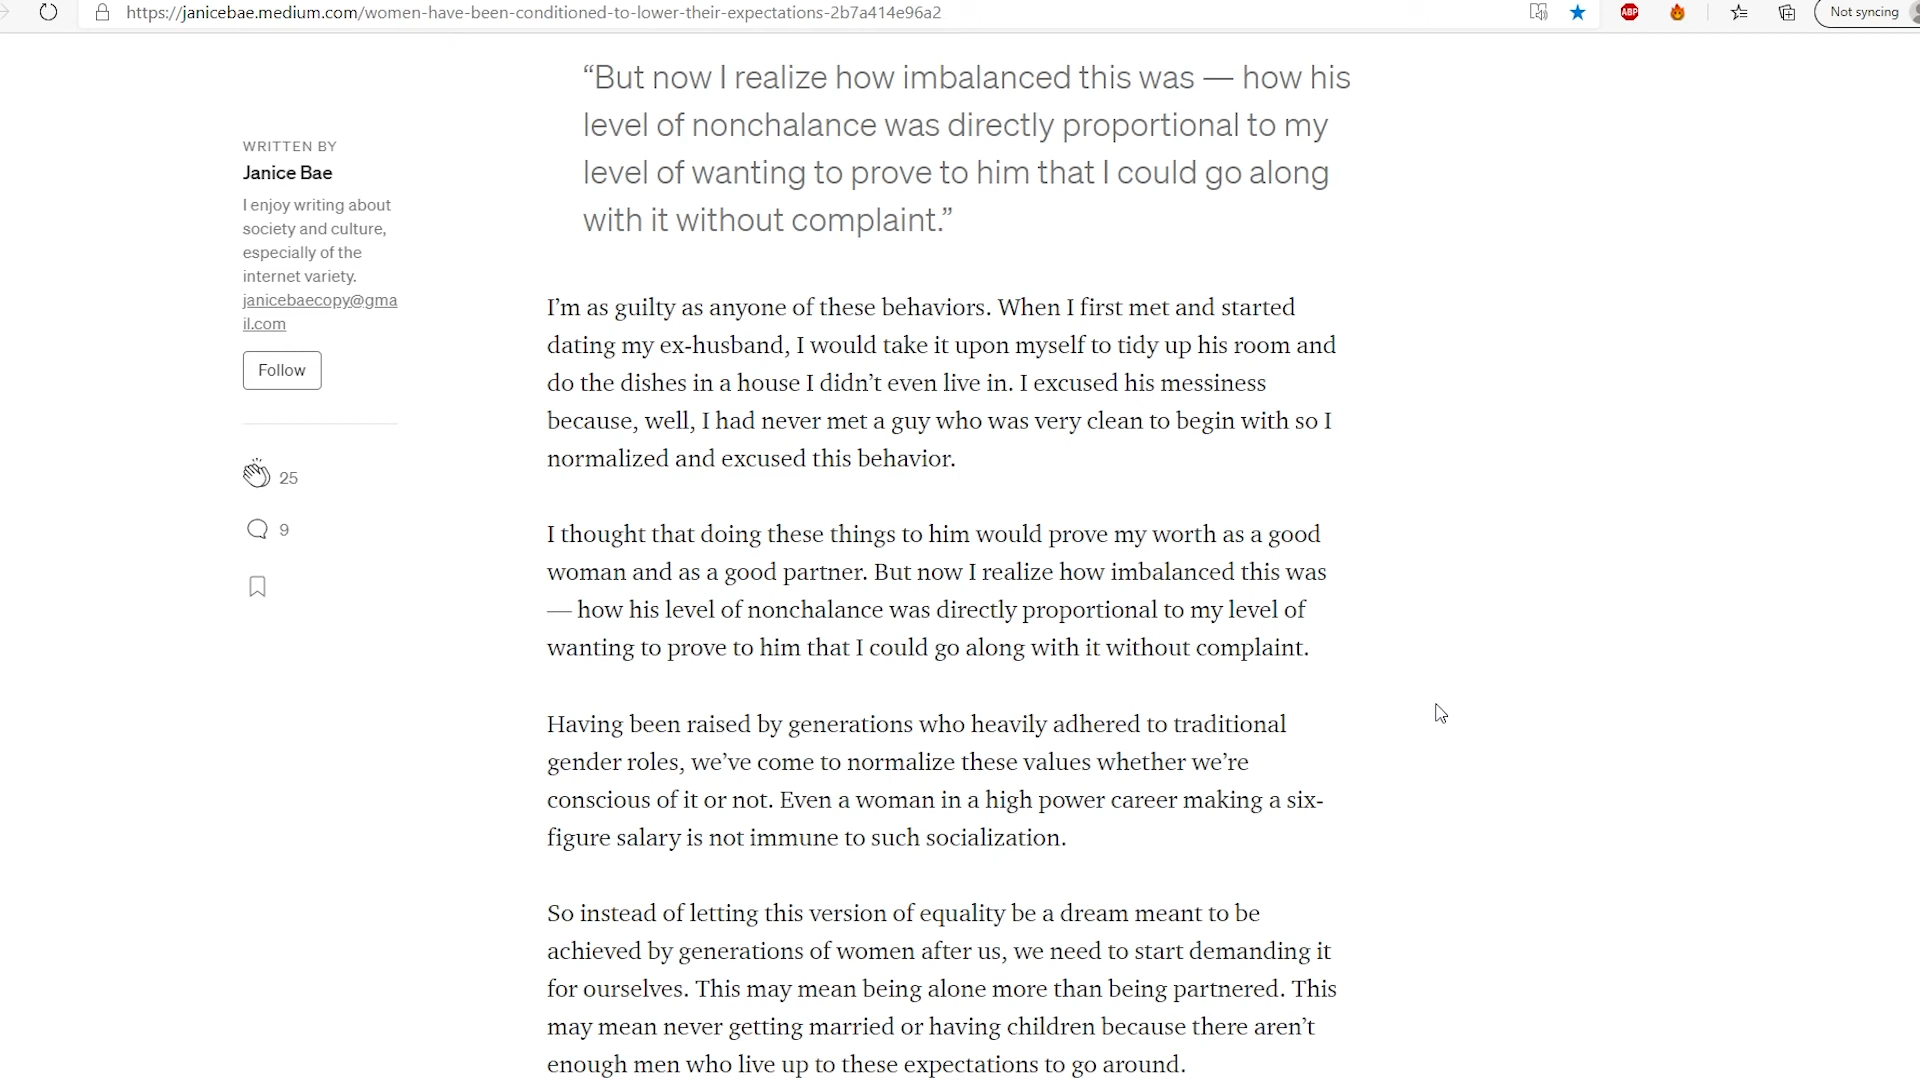 https://janicebae.medium.com/women-have-been-conditioned-to-lower-their-expectations-2b7a414e96a2
ABP
Not syncing
“But now I realize how imbalanced this was — how his
level of nonchalance was directly proportional to my
level of wanting to prove to him that I could go along
with it without complaint.”
WRITTEN BY
Janice Bae
I enjoy writing about
society and culture,
especially of the
internet variety.
janicebaecopy@gma
il.com
Follow
25
9
I’m as guilty as anyone of these behaviors. When I first met and started
dating my ex-husband, I would take it upon myself to tidy up his room and
do the dishes in a house I didn’t even live in. I excused his messiness
because, well, I had never met a guy who was very clean to begin with so I
normalized and excused this behavior.
I thought that doing these things to him would prove my worth as a good
woman and as a good partner. But now I realize how imbalanced this was
— how his level of nonchalance was directly proportional to my level of
wanting to prove to him that I could go along with it without complaint.
Having been raised by generations who heavily adhered to traditional
gender roles, we’ve come to normalize these values whether we’re
conscious of it or not. Even a woman in a high power career making a six-
figure salary is not immune to such socialization.
So instead of letting this version of equality be a dream meant to be
achieved by generations of women after us, we need to start demanding it
for ourselves. This may mean being alone more than being partnered. This
may mean never getting married or having children because there aren’t
enough men who live up to these expectations to go around.